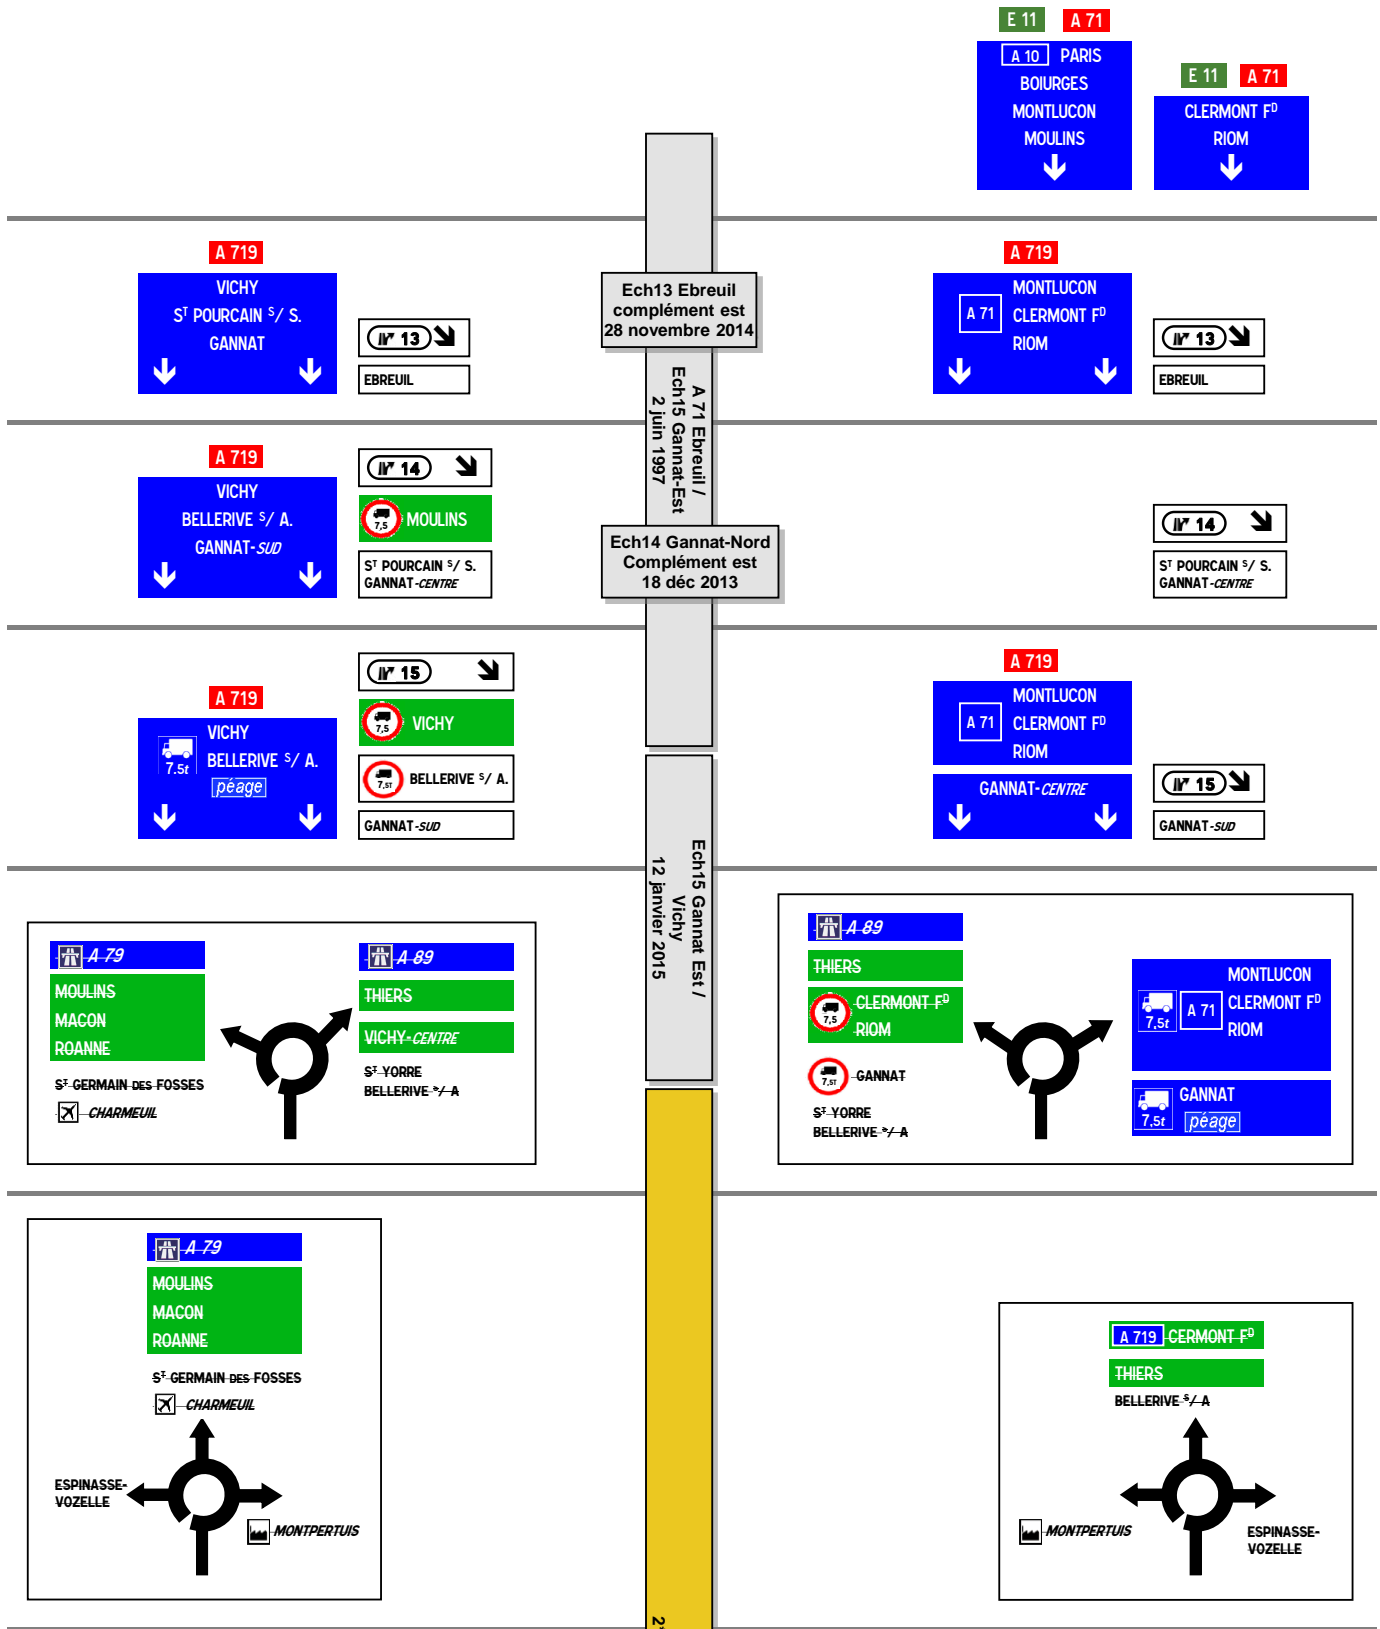 E 11 A 71
A 10 PARIS
BOIURGES
MONTLUCON
MOULINS
E 11 A 71
CLERMONT Fᴰ
RIOM
A 719
VICHY
Sᵀ POURCAIN ˢ/ S.
GANNAT
13
EBREUIL
Ech13 Ebreuil
complément est
28 novembre 2014
A 719
A 71
MONTLUCON
CLERMONT Fᴰ
RIOM
13
EBREUIL
A 71 Ebreuil /
Ech15 Gannat-Est
2 juin 1997
A 719
VICHY
BELLERIVE ˢ/ A.
GANNAT-SUD
14
7,5 MOULINS
Sᵀ POURCAIN ˢ/ S.
GANNAT-CENTRE
Ech14 Gannat-Nord
Complément est
18 déc 2013
14
Sᵀ POURCAIN ˢ/ S.
GANNAT-CENTRE
A 719
VICHY
7.5t BELLERIVE ˢ/ A.
péage
15
7,5 VICHY
7,5T BELLERIVE ˢ/ A.
GANNAT-SUD
A 719
A 71
MONTLUCON
CLERMONT Fᴰ
RIOM
GANNAT-CENTRE
15
GANNAT-SUD
Ech15 Gannat Est /
Vichy
12 janvier 2015
A 79
MOULINS
MACON
ROANNE
Sᵀ GERMAIN DES FOSSES
CHARMEUIL
A 89
THIERS
VICHY-CENTRE
Sᵀ YORRE
BELLERIVE ˢ/ A
A 89
THIERS
7,5 CLERMONT Fᴰ
RIOM
7,5T GANNAT
Sᵀ YORRE
BELLERIVE ˢ/ A
7,5t A 71
MONTLUCON
CLERMONT Fᴰ
RIOM
7,5t GANNAT
péage
A 79
MOULINS
MACON
ROANNE
Sᵀ GERMAIN DES FOSSES
CHARMEUIL
ESPINASSE-
VOZELLE
MONTPERTUIS
A 719 CERMONT Fᴰ
THIERS
BELLERIVE ˢ/ A
MONTPERTUIS
ESPINASSE-
VOZELLE